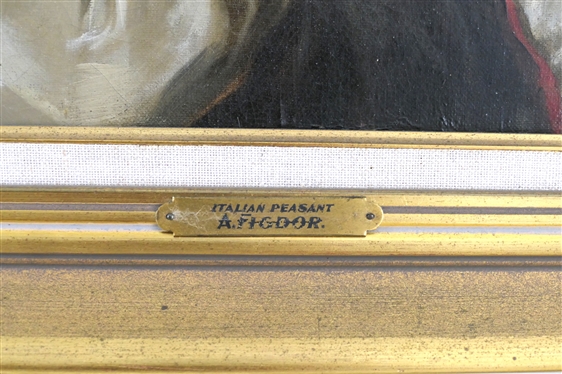 ITALIAN PEASANT
A. FIGDOR.